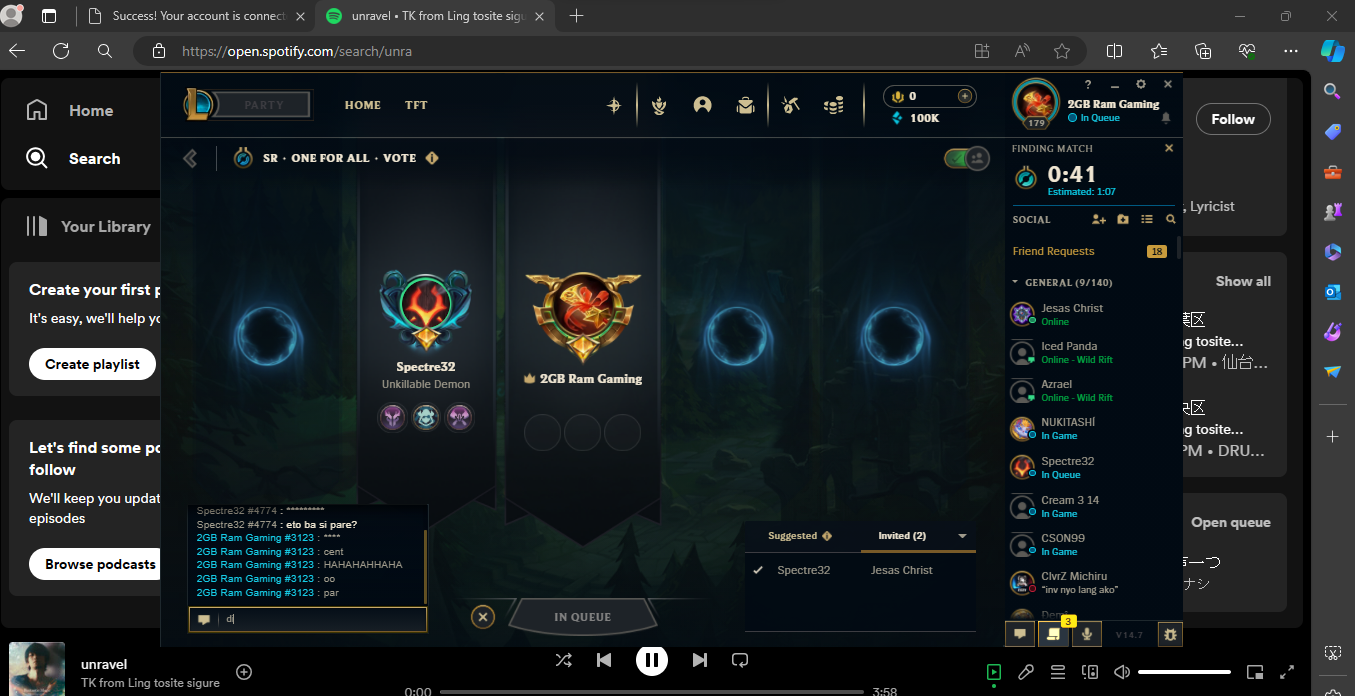 Success! Your account is connect
unravel • TK from Ling tosite sigu
https://open.spotify.com/search/unra
Home
Search
Your Library
Create your first p
It's easy, we'll help yo
Create playlist
Let's find some po
follow
We'll keep you updat
episodes
Browse podcasts
PARTY
HOME
TFT
0
100K
179
2GB Ram Gaming
In Queue
SR • ONE FOR ALL • VOTE
Spectre32
Unkillable Demon
2GB Ram Gaming
Spectre32 #4774 : *********
Spectre32 #4774 : eto ba si pare?
2GB Ram Gaming #3123 : ****
2GB Ram Gaming #3123 : cent
2GB Ram Gaming #3123 : HAHAHAHHAHA
2GB Ram Gaming #3123 : oo
2GB Ram Gaming #3123 : par
d
IN QUEUE
Suggested
Invited (2)
Spectre32
Jesas Christ
FINDING MATCH
0:41
Estimated: 1:07
SOCIAL
Friend Requests
18
GENERAL (9/140)
Jesas Christ
Online
Iced Panda
Online - Wild Rift
Azrael
Online - Wild Rift
NUKITASHÍ
In Game
Spectre32
In Queue
Cream 3 14
In Game
CSON99
In Game
ClvrZ Michiru
"inv nyo lang ako"
3
V14.7
Follow
, Lyricist
Show all
区
ng tosite...
PM • 仙台...
区
ng tosite...
PM • DRU...
Open queue
一つ
ナシ
unravel
TK from Ling tosite sigure
0:00
3:58